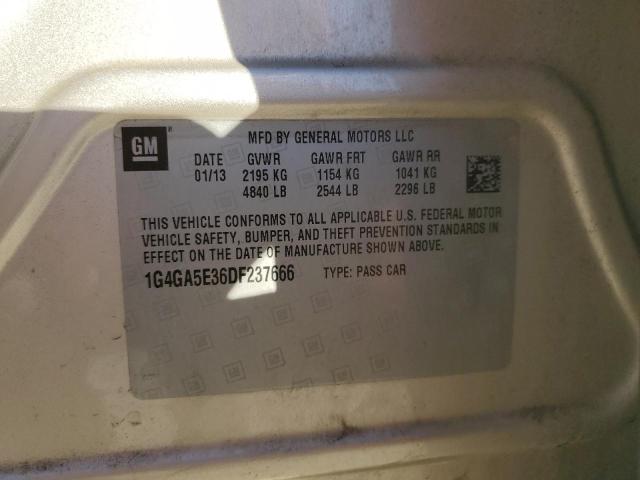 GM
MFD BY GENERAL MOTORS LLC
DATE GVWR GAWR FRT GAWR RR
01/13 2195 KG 1154 KG 1041 KG
4840 LB 2544 LB 2296 LB
THIS VEHICLE CONFORMS TO ALL APPLICABLE U.S. FEDERAL MOTOR
VEHICLE SAFETY, BUMPER, AND THEFT PREVENTION STANDARDS IN
EFFECT ON THE DATE OF MANUFACTURE SHOWN ABOVE.
1G4GA5E36DF237666 TYPE: PASS CAR